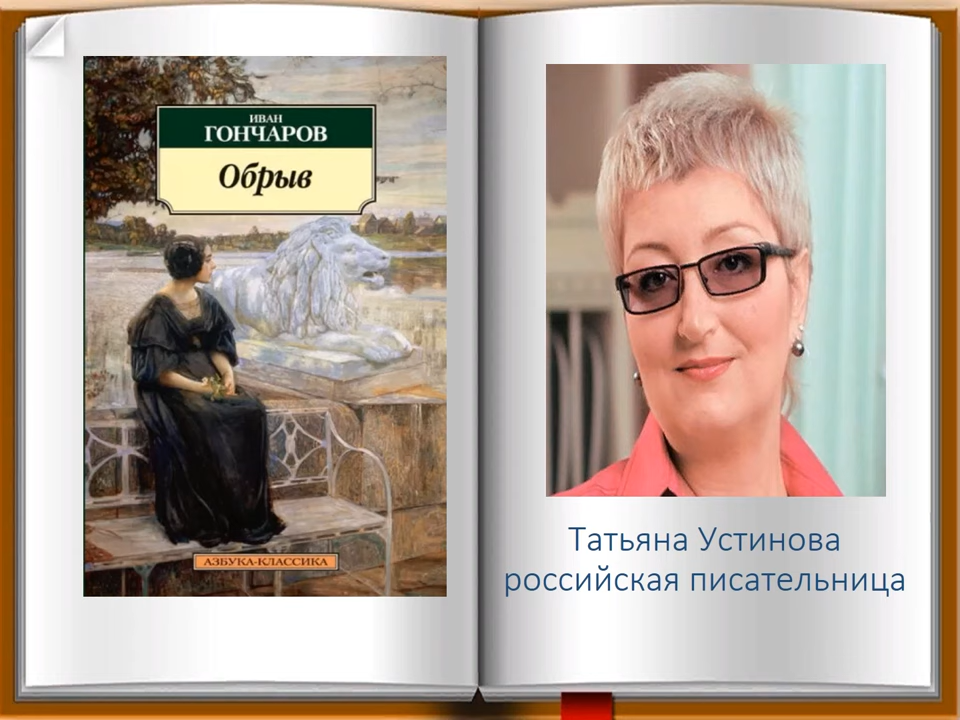 ИВАН
ГОНЧАРОВ
Обрыв
АЗБУКА-КЛАССИКА
Татьяна Устинова
российская писательница